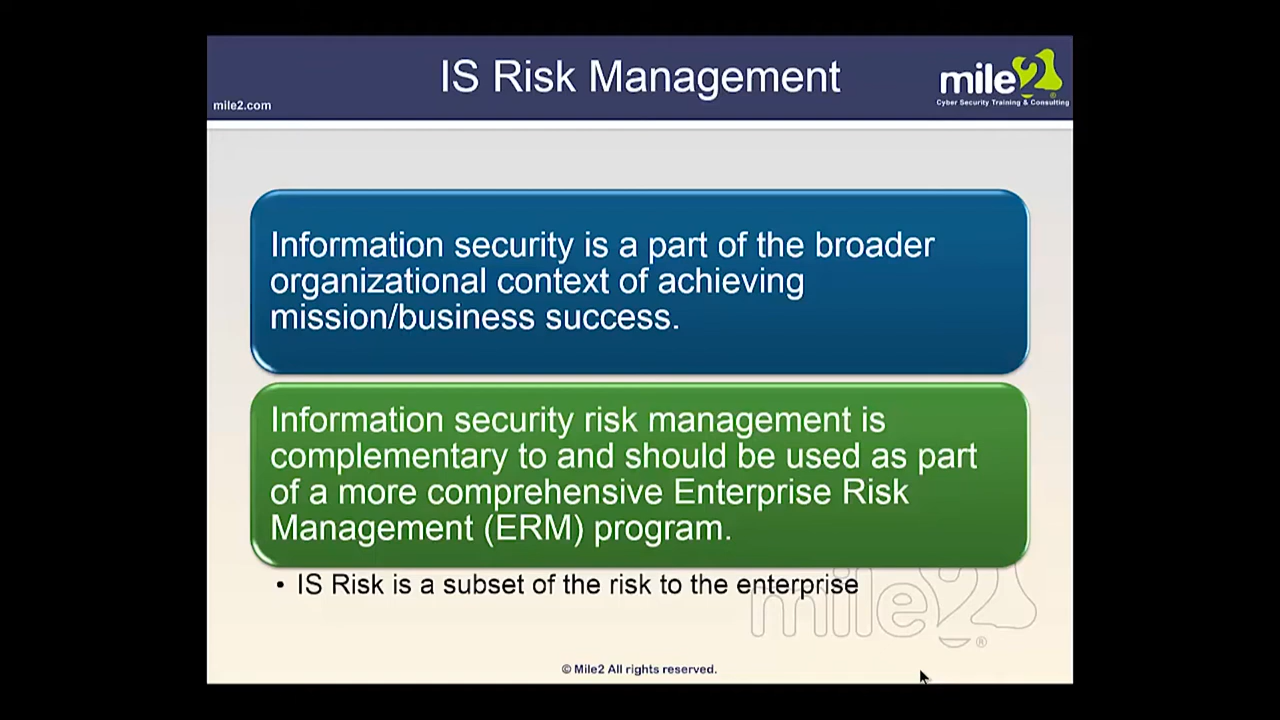 IS Risk Management
mile2
®
Cyber Security Training & Consulting
mile2.com
Information security is a part of the broader
organizational context of achieving
mission/business success.
Information security risk management is
complementary to and should be used as part
of a more comprehensive Enterprise Risk
Management (ERM) program.
• IS Risk is a subset of the risk to the enterprise
mile2
®
© Mile2 All rights reserved.